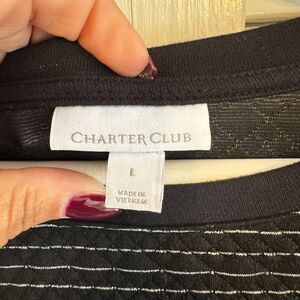 CHARTER CLUB
L
MADE IN
VIETNAM